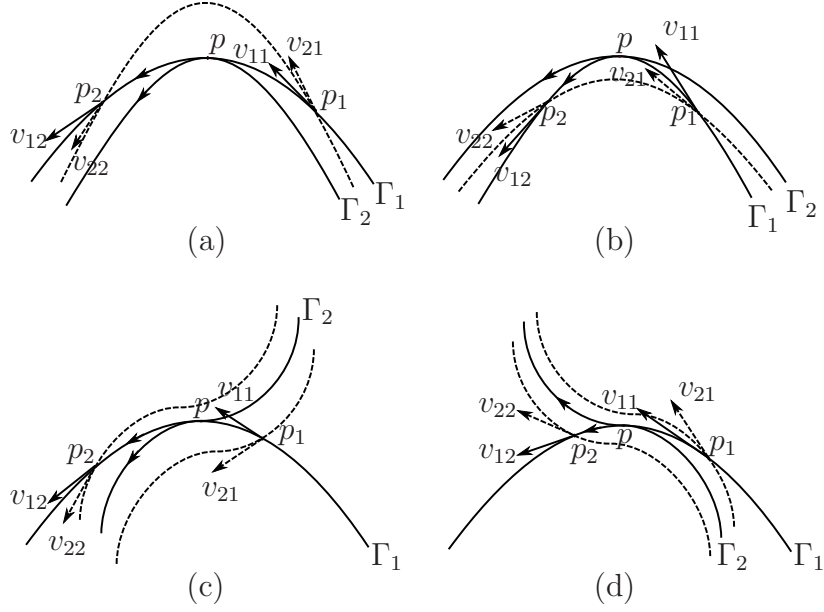 p v₁₁ v₂₁
p₂ p₁
v₁₂ v₂₂
Γ₂ Γ₁
(a)
p v₁₁
v₂₁
p₂ p₁
v₂₂ v₁₂
Γ₁ Γ₂
(b)
Γ₂
p v₁₁
p₂ p₁
v₁₂ v₂₁
v₂₂
Γ₁
(c)
v₂₂ v₁₁ v₂₁
p₂ p p₁
v₁₂
Γ₂ Γ₁
(d)